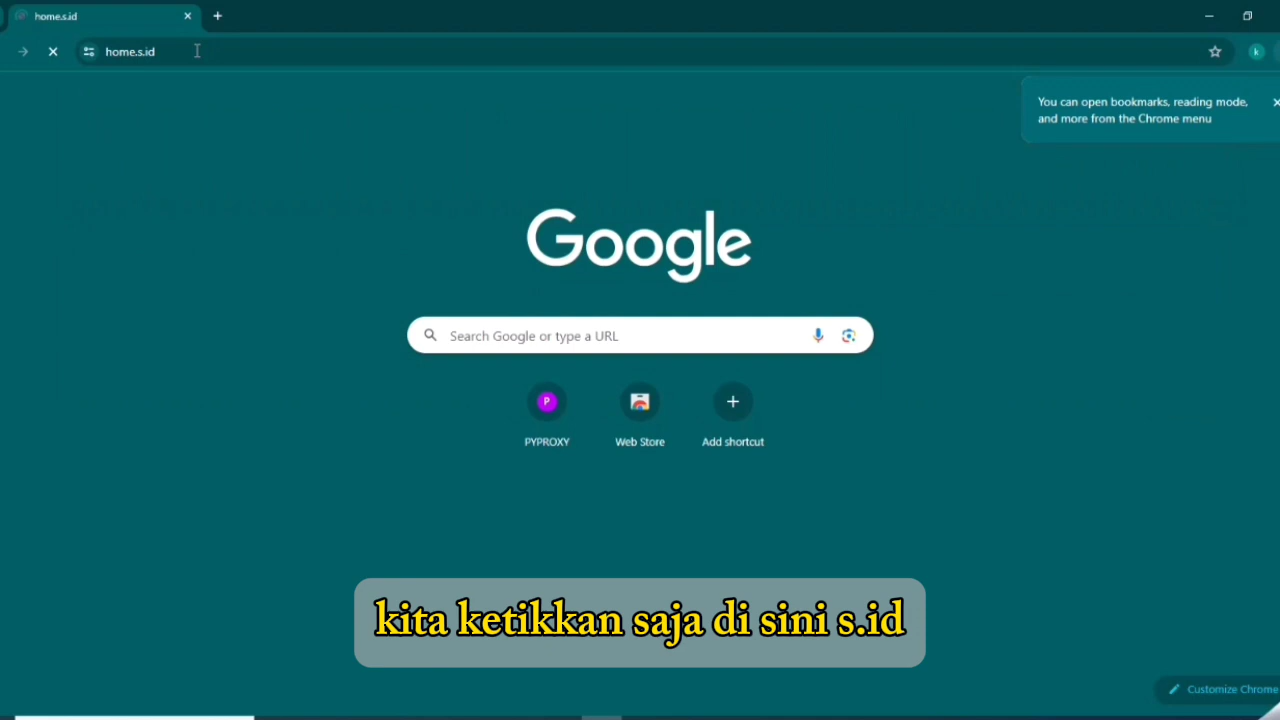 home.s.id
home.s.id
k
You can open bookmarks, reading mode,
and more from the Chrome menu
Google
Search Google or type a URL
P
PYPROXY
Web Store
Add shortcut
kita ketikkan saja di sini s.id
Customize Chrome